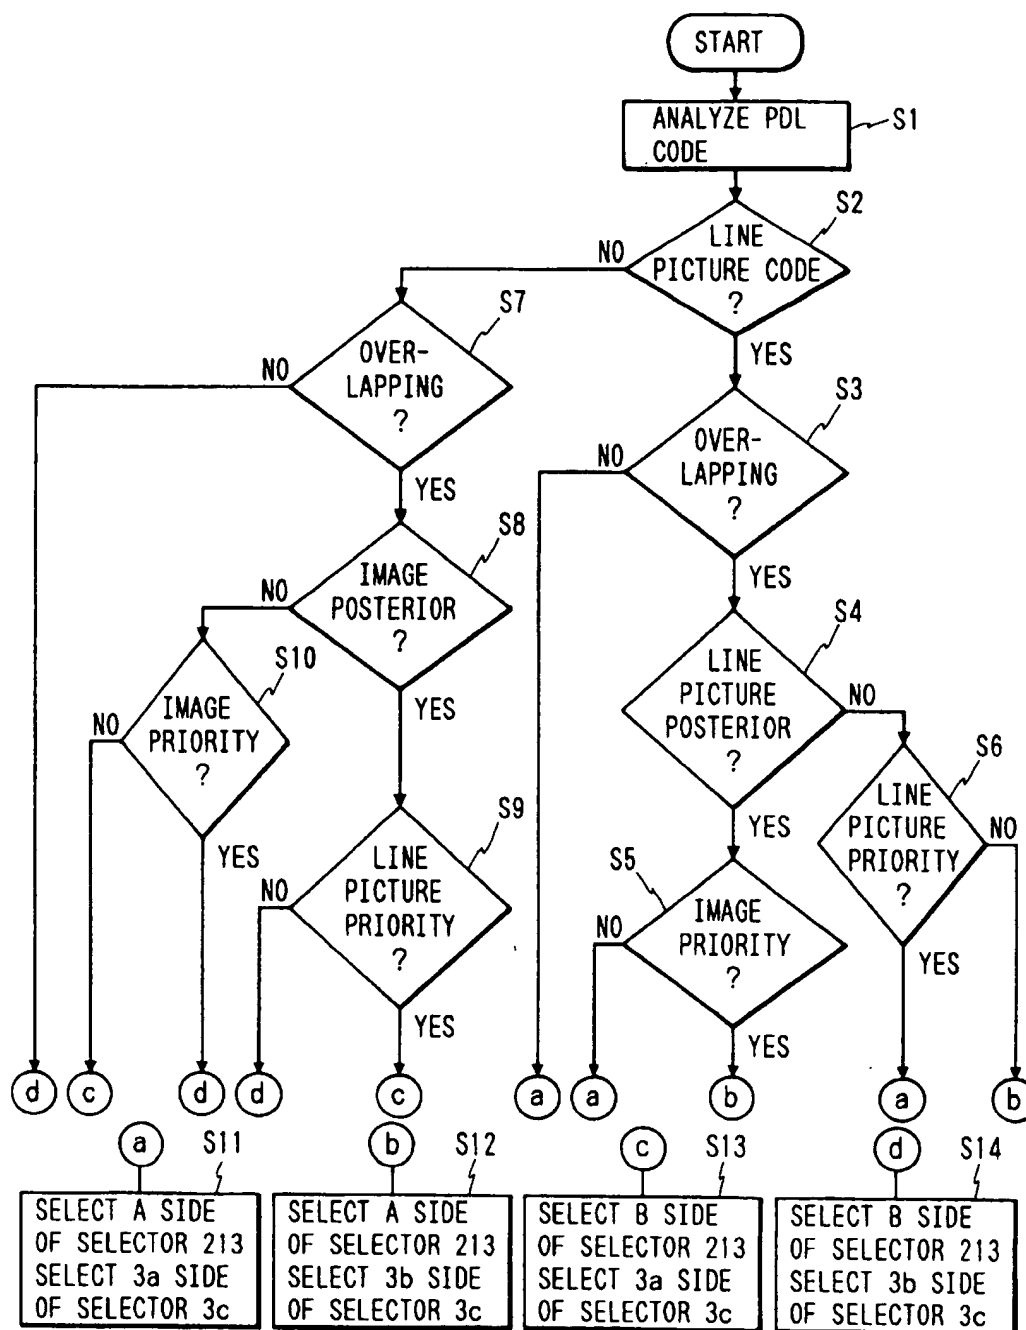 START
ANALYZE PDL
CODE
S1
S2
LINE
PICTURE CODE
?
NO
YES
S7
OVER-
LAPPING
?
NO
YES
S3
OVER-
LAPPING
?
NO
YES
S8
IMAGE
POSTERIOR
?
NO
YES
S4
LINE
PICTURE
POSTERIOR
?
NO
YES
S10
IMAGE
PRIORITY
?
NO
YES
S6
LINE
PICTURE
PRIORITY
?
NO
YES
S9
LINE
PICTURE
PRIORITY
?
NO
YES
S5
IMAGE
PRIORITY
?
NO
YES
d
c
d
d
c
a
a
b
a
b
a
S11
SELECT A SIDE
OF SELECTOR 213
SELECT 3a SIDE
OF SELECTOR 3c
b
S12
SELECT A SIDE
OF SELECTOR 213
SELECT 3b SIDE
OF SELECTOR 3c
c
S13
SELECT B SIDE
OF SELECTOR 213
SELECT 3a SIDE
OF SELECTOR 3c
d
S14
SELECT B SIDE
OF SELECTOR 213
SELECT 3b SIDE
OF SELECTOR 3c